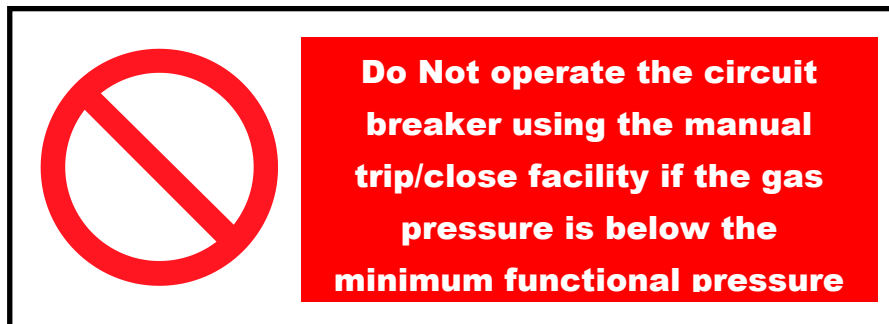 Do Not operate the circuit
breaker using the manual
trip/close facility if the gas
pressure is below the
minimum functional pressure